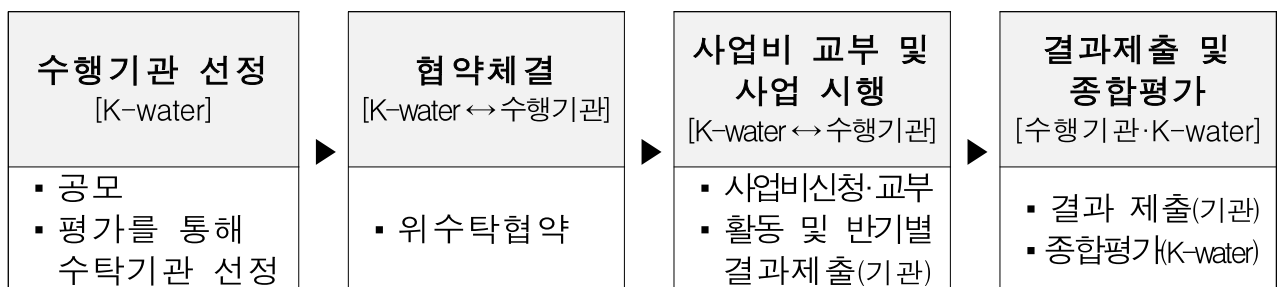 수행기관 선정
[K-water]
▪ 공모
▪ 평가를 통해
수탁기관 선정
▶
협약체결
[K-water ↔ 수행기관]
▪ 위수탁협약
▶
사업비 교부 및
사업 시행
[K-water ↔ 수행기관]
▪ 사업비신청·교부
▪ 활동 및 반기별
결과제출(기관)
▶
결과제출 및
종합평가
[수행기관·K-water]
▪ 결과 제출(기관)
▪ 종합평가(K-water)